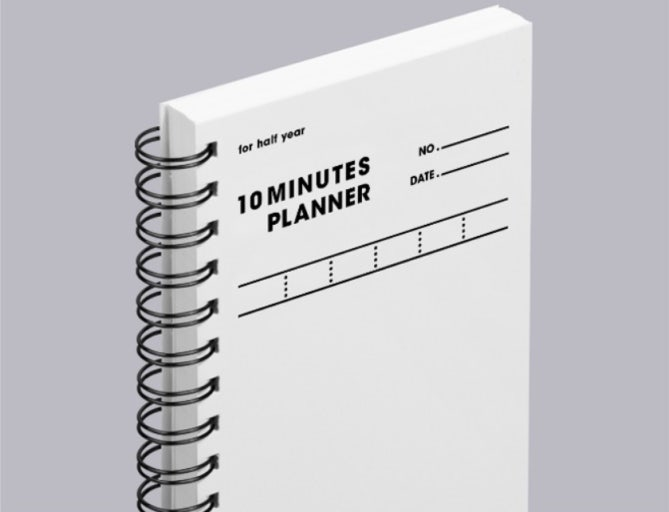 for half year
10 MINUTES
PLANNER
NO.
DATE.